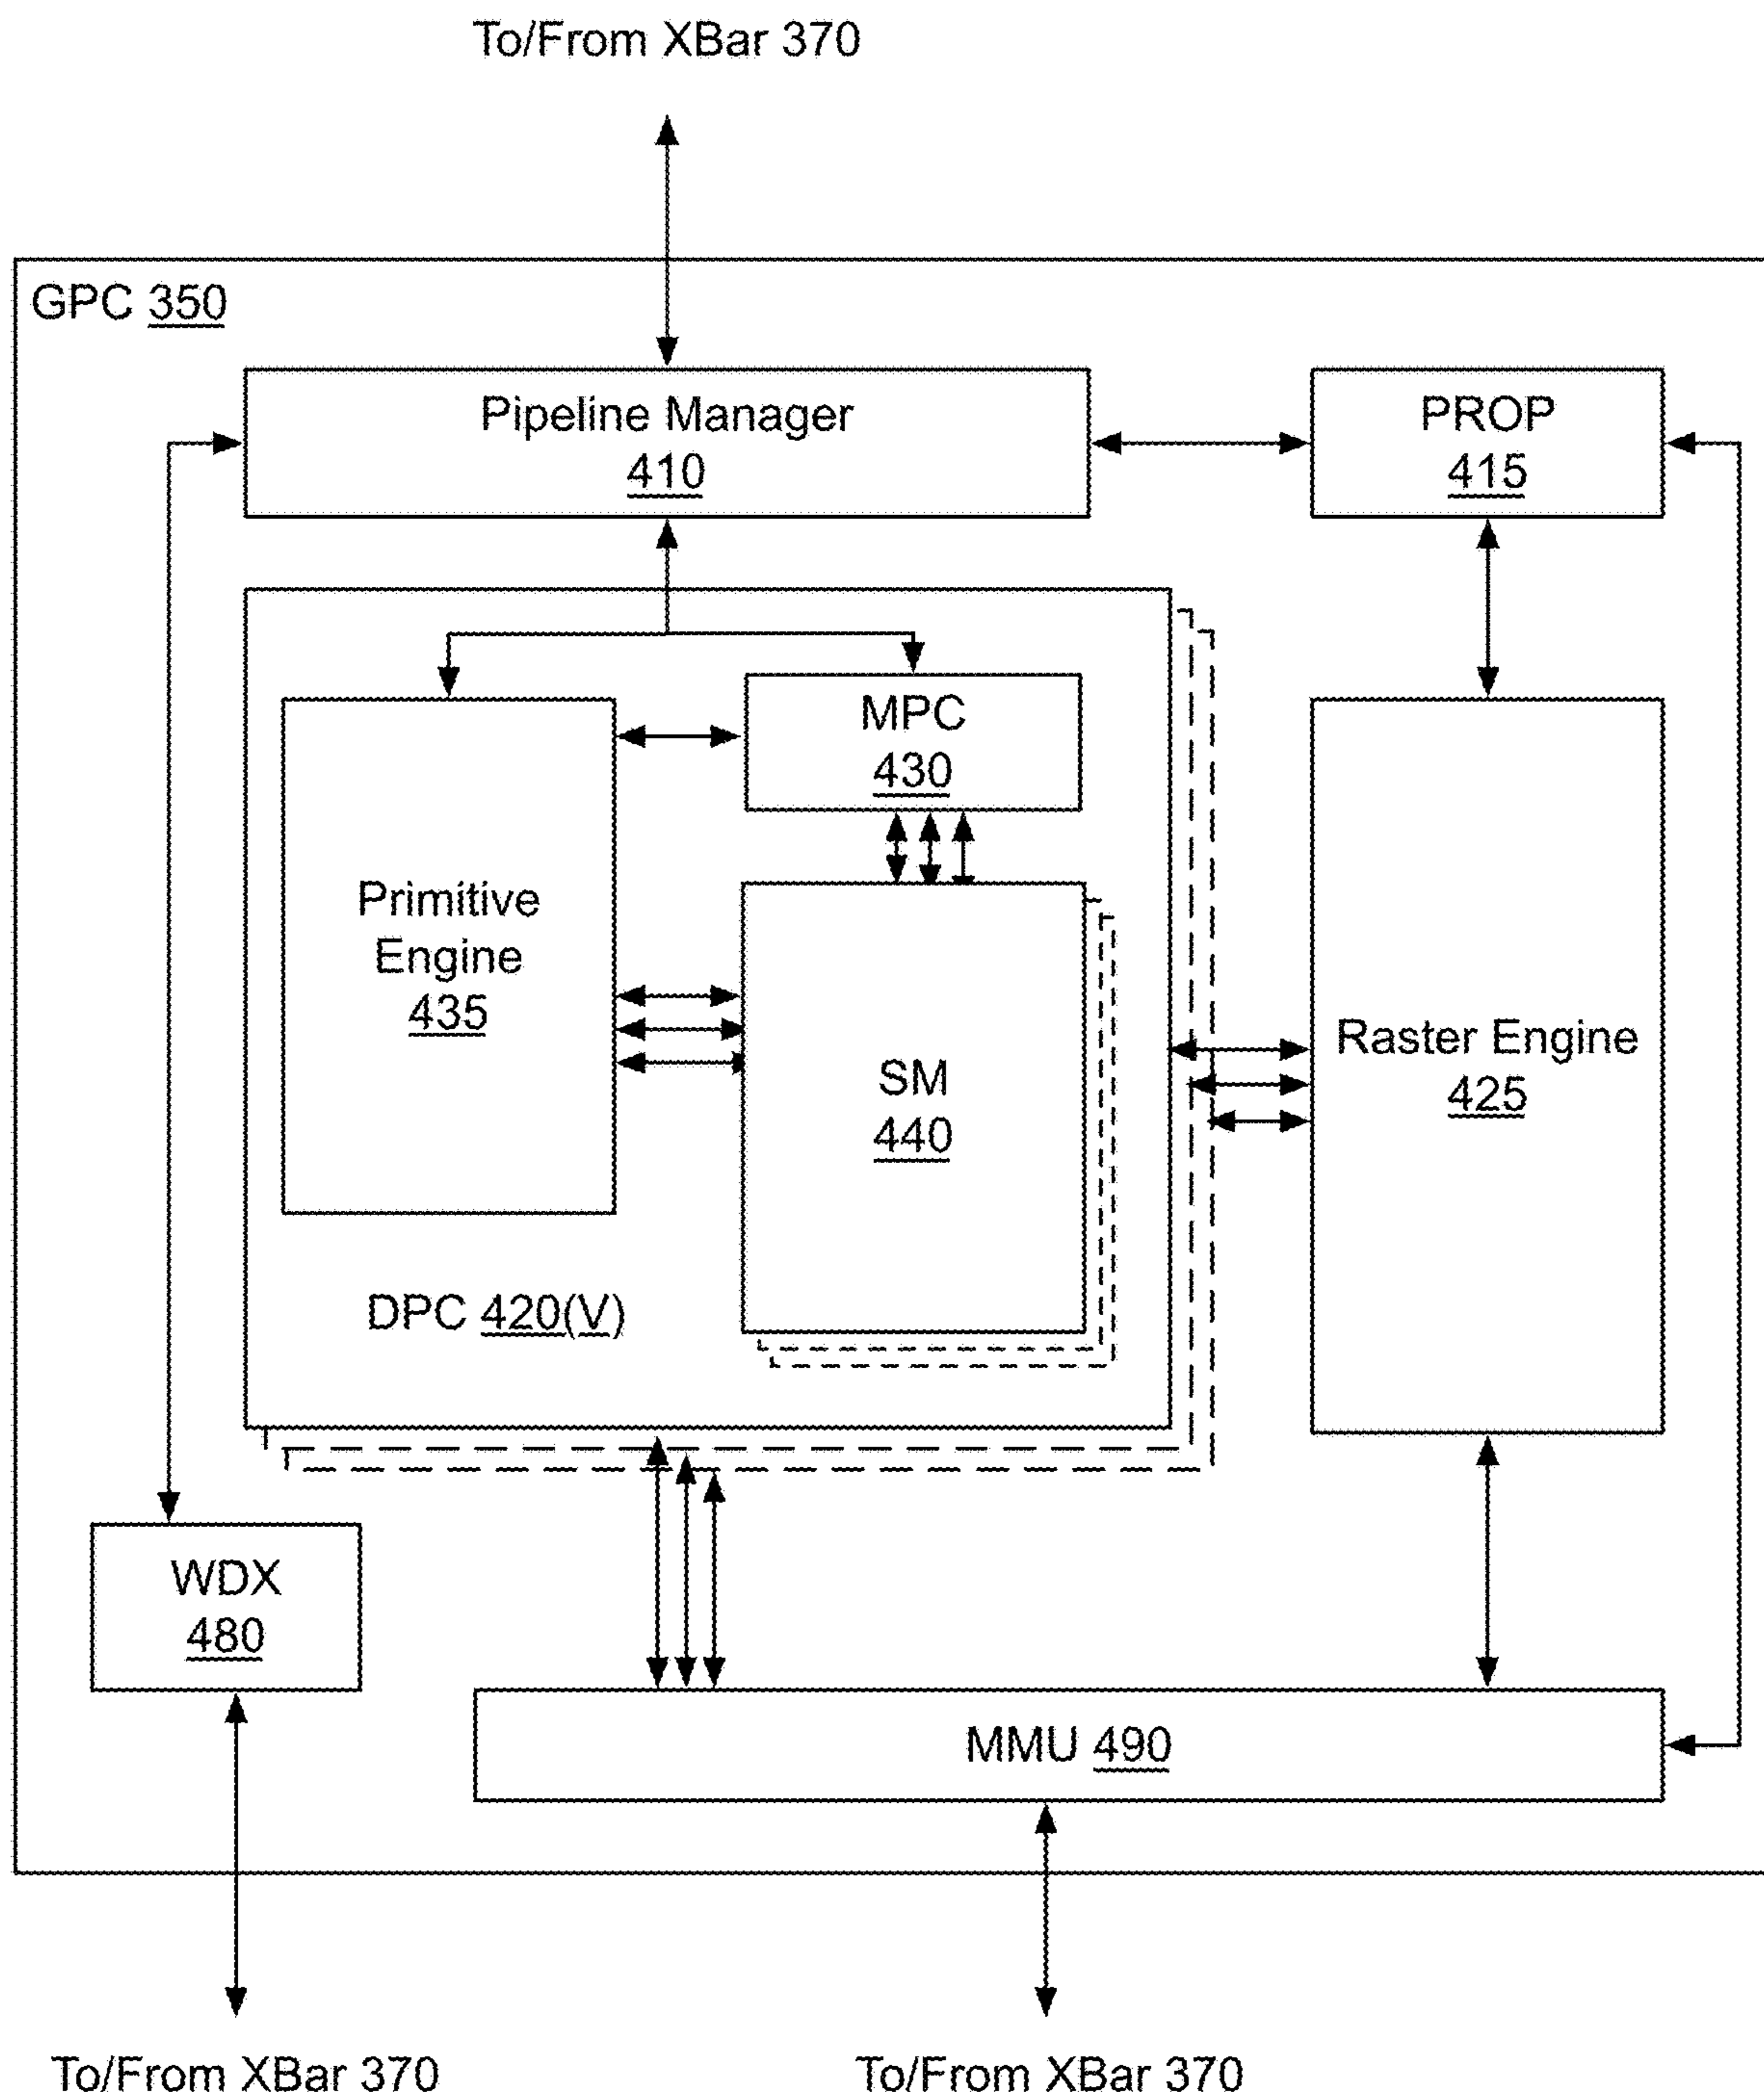 To/From XBar 370
GPC 350
Pipeline Manager
410
PROP
415
MPC
430
Primitive
Engine
435
SM
440
Raster Engine
425
DPC 420(V)
WDX
480
MMU 490
To/From XBar 370
To/From XBar 370